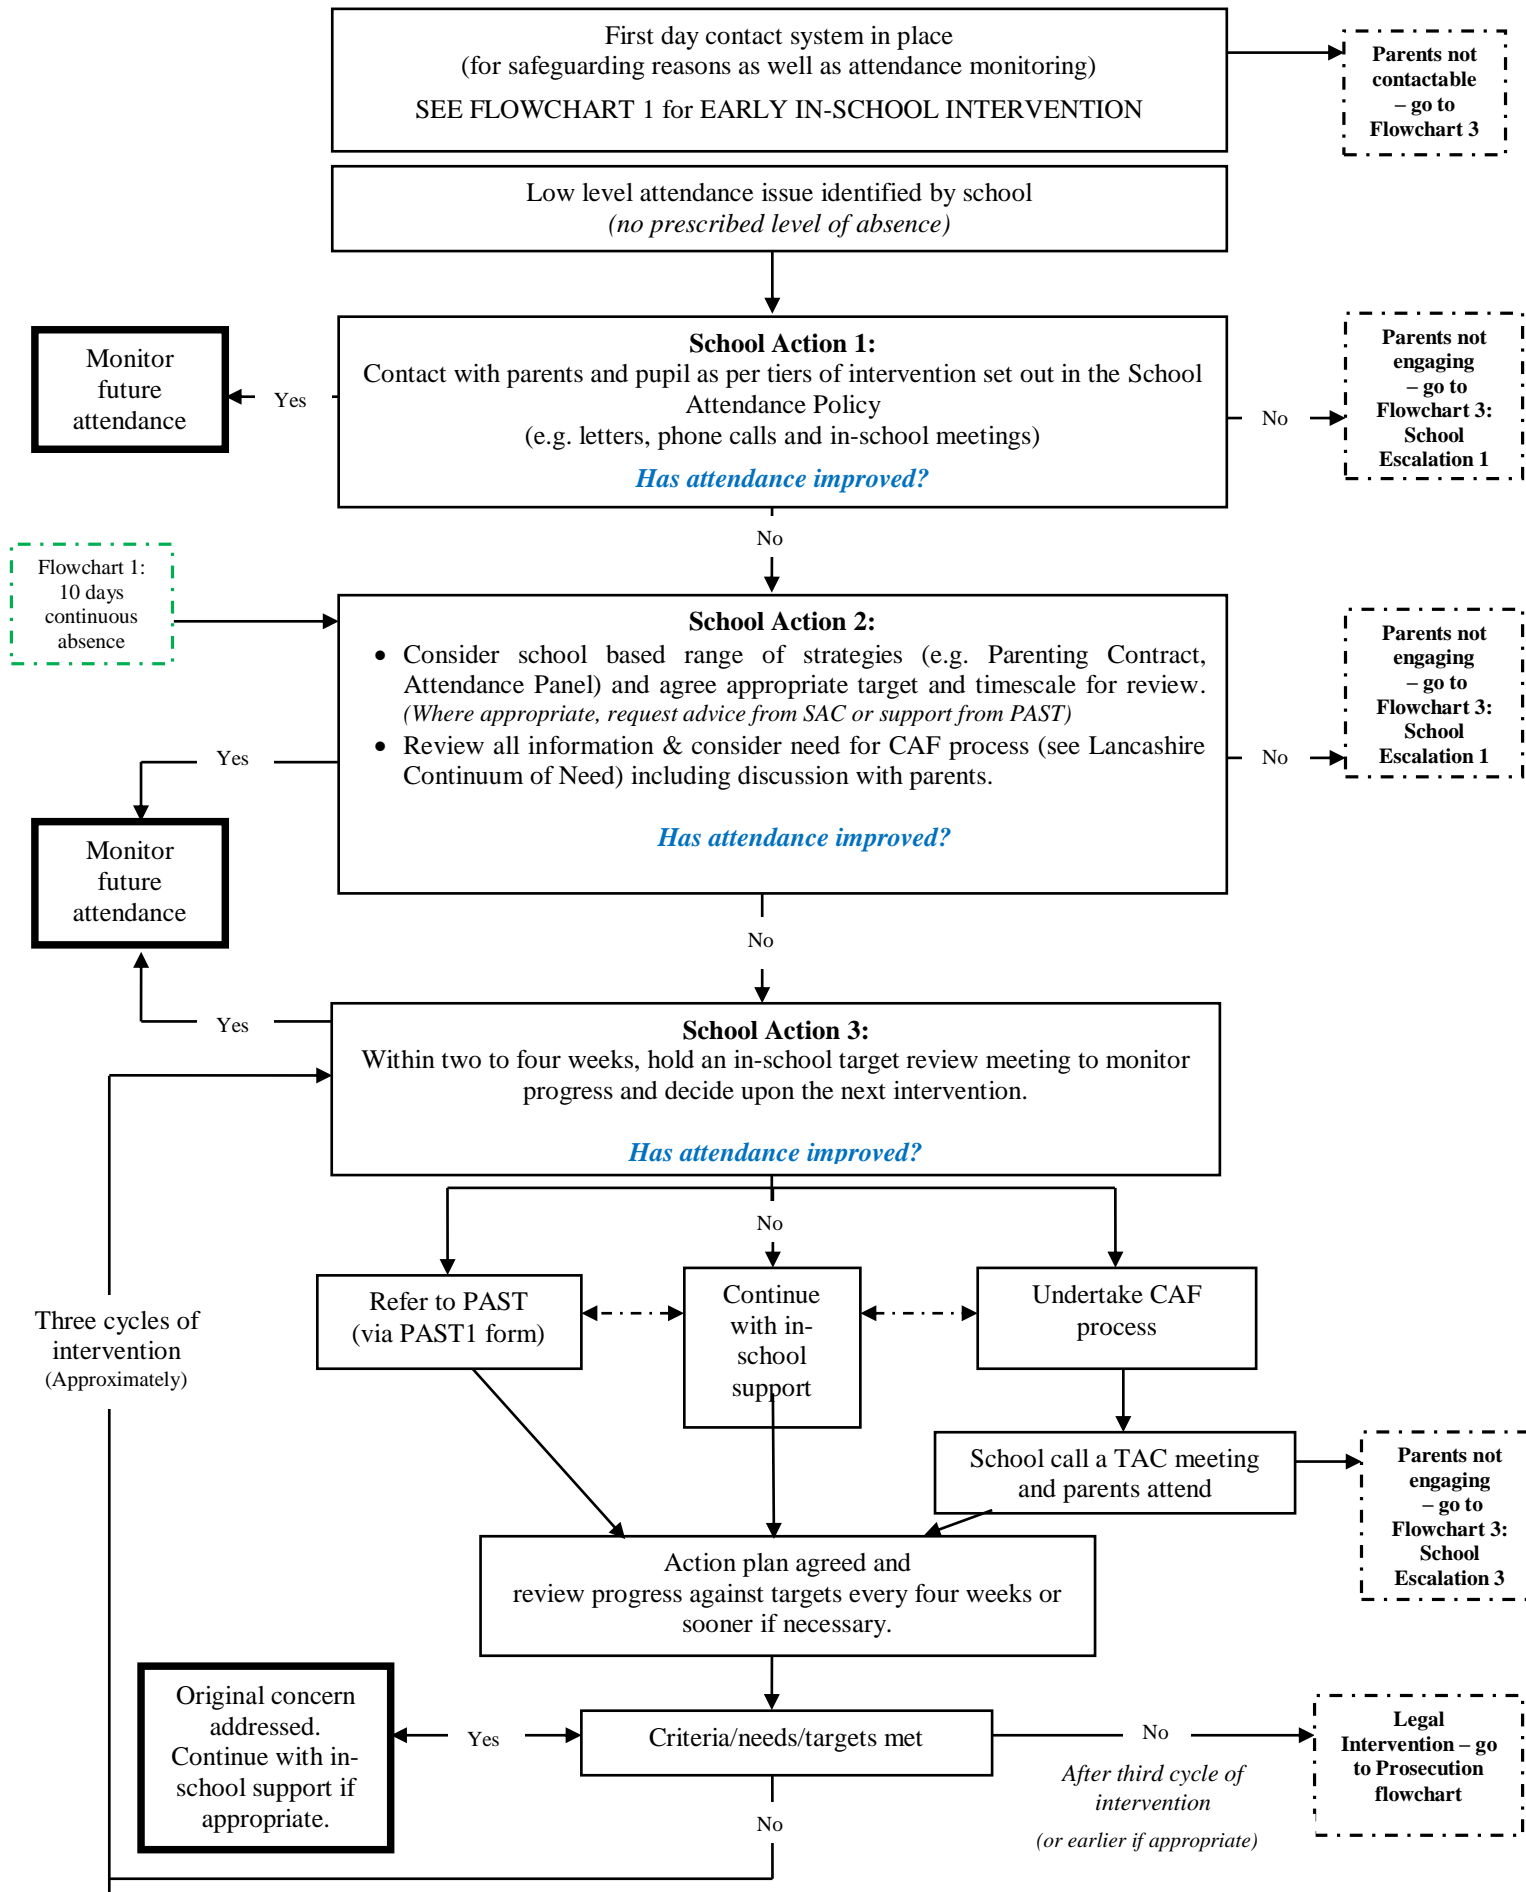 First day contact system in place
(for safeguarding reasons as well as attendance monitoring)
SEE FLOWCHART 1 for EARLY IN-SCHOOL INTERVENTION
Parents not
contactable
– go to
Flowchart 3
Low level attendance issue identified by school
(no prescribed level of absence)
Monitor
future
attendance
Yes
School Action 1:
Contact with parents and pupil as per tiers of intervention set out in the School
Attendance Policy
(e.g. letters, phone calls and in-school meetings)
Has attendance improved?
No
Parents not
engaging
– go to
Flowchart 3:
School
Escalation 1
No
Flowchart 1:
10 days
continuous
absence
School Action 2:
• Consider school based range of strategies (e.g. Parenting Contract,
Attendance Panel) and agree appropriate target and timescale for review.
(Where appropriate, request advice from SAC or support from PAST)
• Review all information & consider need for CAF process (see Lancashire
Continuum of Need) including discussion with parents.
Has attendance improved?
Yes
No
Parents not
engaging
– go to
Flowchart 3:
School
Escalation 1
Monitor
future
attendance
No
Yes
School Action 3:
Within two to four weeks, hold an in-school target review meeting to monitor
progress and decide upon the next intervention.
Has attendance improved?
No
Three cycles of
intervention
(Approximately)
Refer to PAST
(via PAST1 form)
Continue
with in-
school
support
Undertake CAF
process
School call a TAC meeting
and parents attend
Parents not
engaging
– go to
Flowchart 3:
School
Escalation 3
Action plan agreed and
review progress against targets every four weeks or
sooner if necessary.
Original concern
addressed.
Continue with in-
school support if
appropriate.
Yes
Criteria/needs/targets met
No
After third cycle of
intervention
(or earlier if appropriate)
Legal
Intervention – go
to Prosecution
flowchart
No